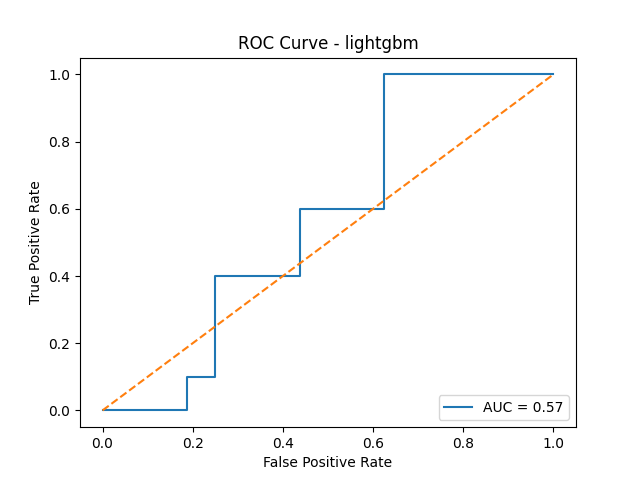 ROC Curve - lightgbm
1.0
0.8
0.6
0.4
0.2
0.0
True Positive Rate
AUC = 0.57
0.0 0.2 0.4 0.6 0.8 1.0
False Positive Rate